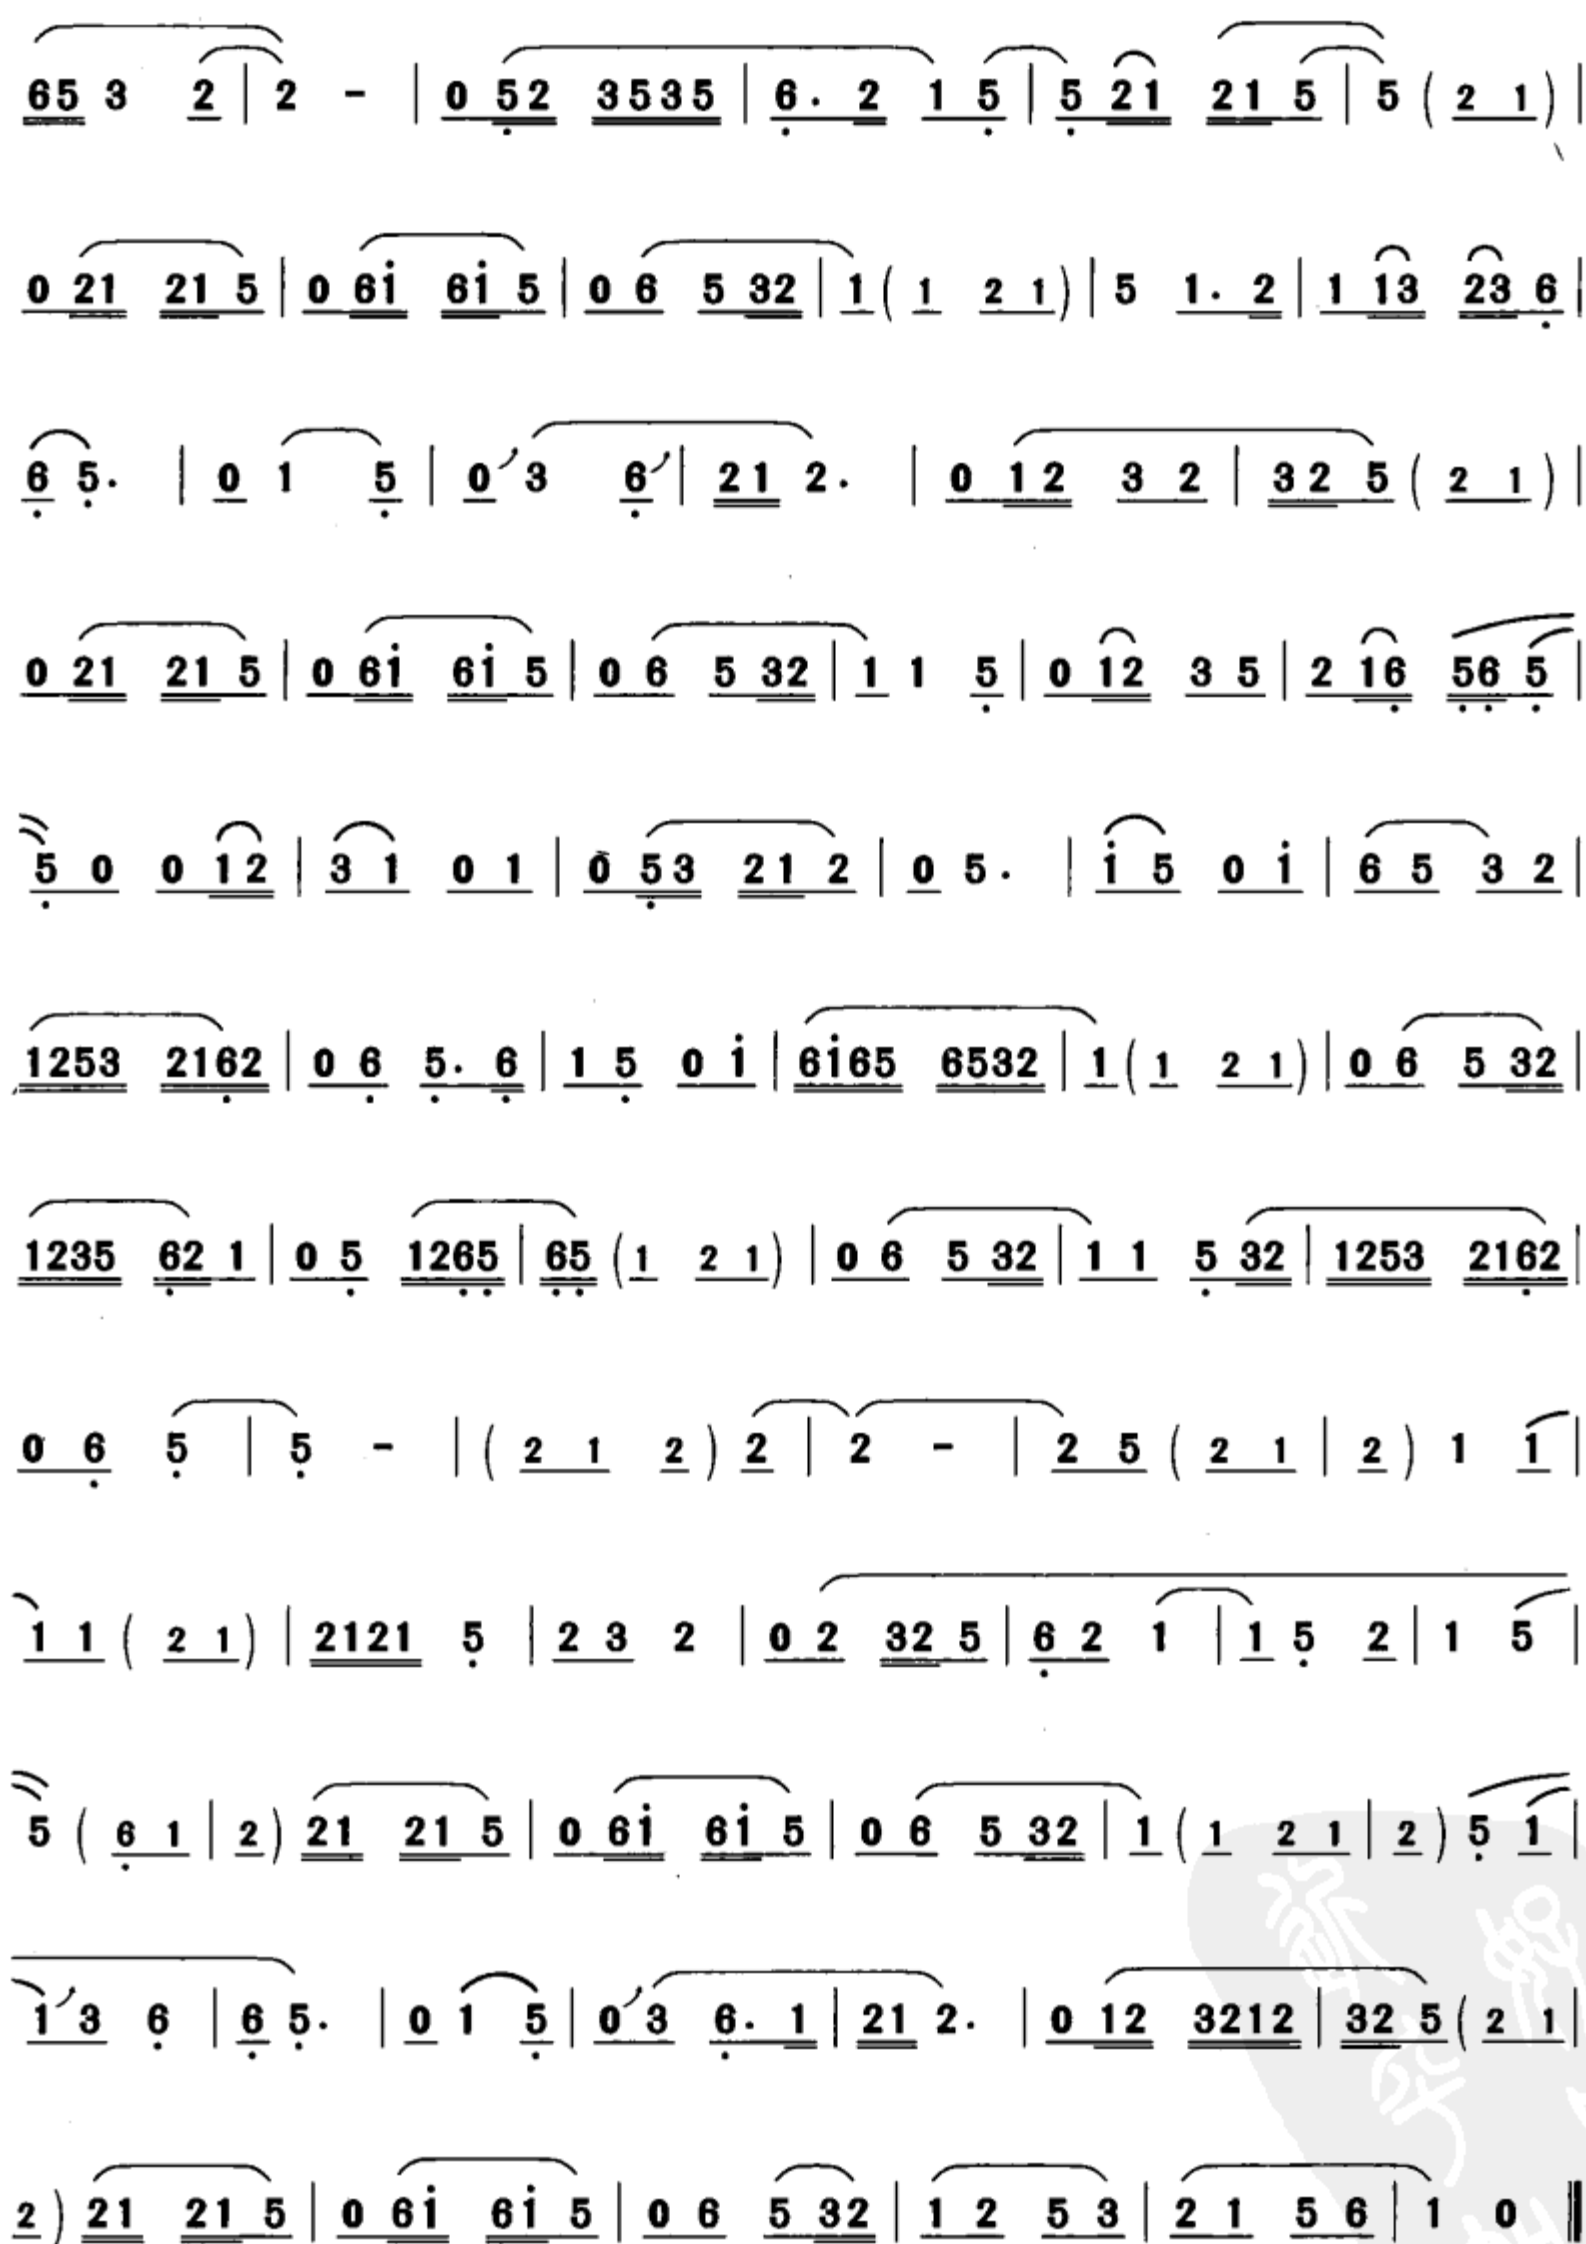 65 3 2 | 2 - | 0 52 3535 | 6. 2 1 5 | 5 21 21 5 | 5 ( 2 1 ) |
0 21 21 5 | 0 6i 6i 5 | 0 6 5 32 | 1 ( 1 2 1 ) | 5 1. 2 | 1 13 23 6 |
6 5. | 0 1 5 | 0 3 6 | 21 2. | 0 12 3 2 | 32 5 ( 2 1 ) |
0 21 21 5 | 0 6i 6i 5 | 0 6 5 32 | 1 1 5 | 0 12 3 5 | 2 16 56 5 |
5 0 0 12 | 3 1 0 1 | 0 53 21 2 | 0 5. | i 5 0 i | 6 5 3 2 |
1253 2162 | 0 6 5. 6 | 1 5 0 i | 6i65 6532 | 1 ( 1 2 1 ) | 0 6 5 32 |
1235 62 1 | 0 5 1265 | 65 ( 1 2 1 ) | 0 6 5 32 | 1 1 5 32 | 1253 2162 |
0 6 5 | 5 - | ( 2 1 2 ) 2 | 2 - | 2 5 ( 2 1 | 2 ) 1 1 |
1 1 ( 2 1 ) | 2121 5 | 2 3 2 | 0 2 32 5 | 6 2 1 | 1 5 2 | 1 5 |
5 ( 6 1 | 2 ) 21 21 5 | 0 6i 6i 5 | 0 6 5 32 | 1 ( 1 2 1 | 2 ) 5 1 |
1 3 6 | 6 5. | 0 1 5 | 0 3 6. 1 | 21 2. | 0 12 3212 | 32 5 ( 2 1 |
2 ) 21 21 5 | 0 6i 6i 5 | 0 6 5 32 | 1 2 5 3 | 2 1 5 6 | 1 0 ‖